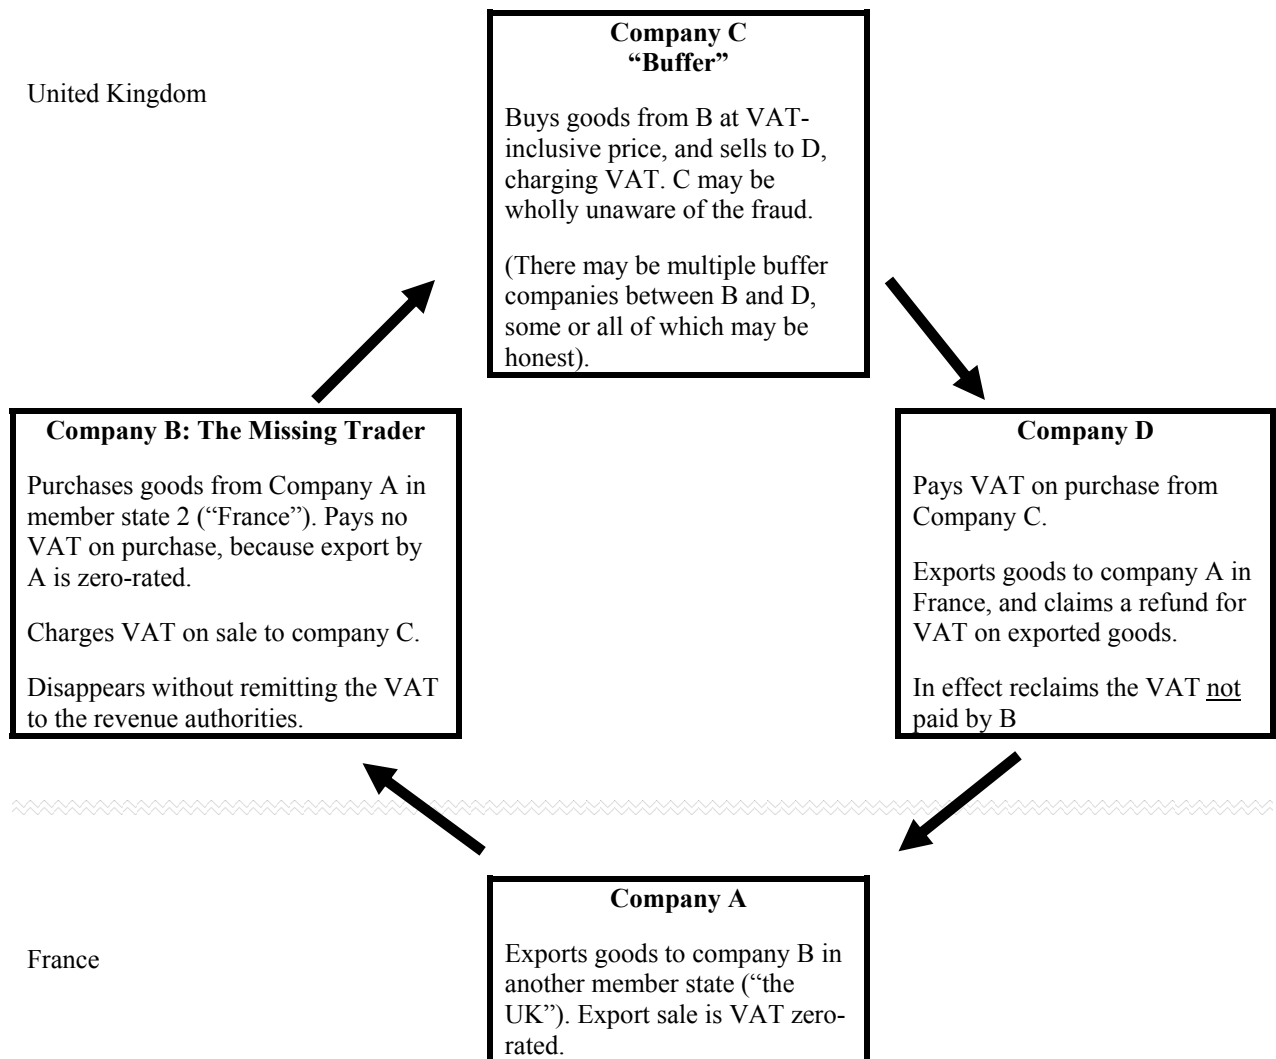 Company C
“Buffer”
United Kingdom
Buys goods from B at VAT-
inclusive price, and sells to D,
charging VAT. C may be
wholly unaware of the fraud.
(There may be multiple buffer
companies between B and D,
some or all of which may be
honest).
Company B: The Missing Trader
Purchases goods from Company A in
member state 2 (“France”). Pays no
VAT on purchase, because export by
A is zero-rated.
Charges VAT on sale to company C.
Disappears without remitting the VAT
to the revenue authorities.
Company D
Pays VAT on purchase from
Company C.
Exports goods to company A in
France, and claims a refund for
VAT on exported goods.
In effect reclaims the VAT not
paid by B
Company A
France
Exports goods to company B in
another member state (“the
UK”). Export sale is VAT zero-
rated.